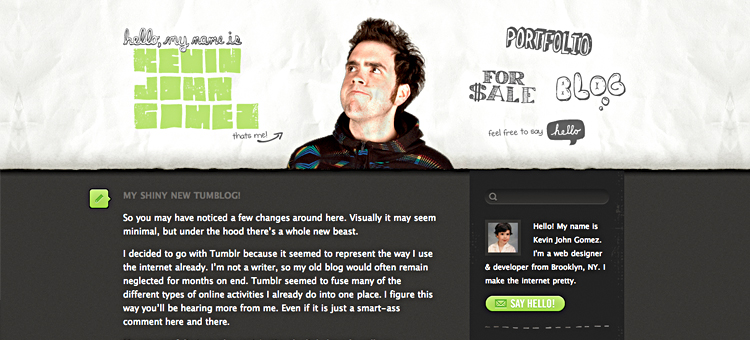 hello, my name is
KEVIN
JOHN
GOMEZ
thats me!
PORTFOLIO
FOR
$ALE
BLOG
feel free to say hello
MY SHINY NEW TUMBLOG!
So you may have noticed a few changes around here. Visually it may seem
minimal, but under the hood there's a whole new beast.
I decided to go with Tumblr because it seemed to represent the way I use
the internet already. I'm not a writer, so my old blog would often remain
neglected for months on end. Tumblr seemed to fuse many of the
different types of online activities I already do into one place. I figure this
way you'll be hearing more from me. Even if it is just a smart-ass
comment here and there.
Hello! My name is
Kevin John Gomez.
I'm a web designer
& developer from Brooklyn, NY. I
make the internet pretty.
SAY HELLO!